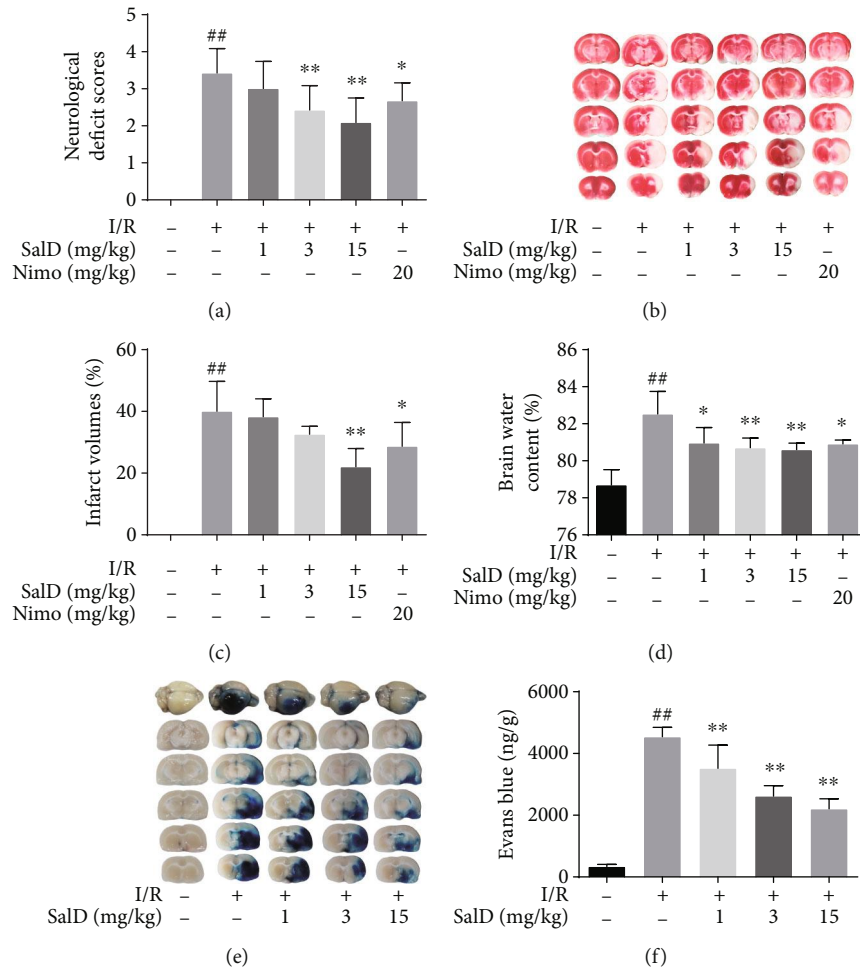 Neurological
deficit scores
5
4
3
2
1
0
##
**
**
*
I/R – + + + + +
SalD (mg/kg) – – 1 3 15 –
Nimo (mg/kg) – – – – – 20
(a)
I/R – + + + + +
SalD (mg/kg) – – 1 3 15 –
Nimo (mg/kg) – – – – – 20
(b)
Infarct volumes (%)
60
40
20
0
##
**
*
I/R – + + + + +
SalD (mg/kg) – – 1 3 15 –
Nimo (mg/kg) – – – – – 20
(c)
Brain water
content (%)
86
84
82
80
78
76
##
*
**
**
*
I/R – + + + + +
SalD (mg/kg) – – 1 3 15 –
Nimo (mg/kg) – – – – – 20
(d)
I/R – + + + +
SalD (mg/kg) – – 1 3 15
(e)
Evans blue (ng/g)
6000
4000
2000
0
##
**
**
**
I/R – + + + +
SalD (mg/kg) – – 1 3 15
(f)